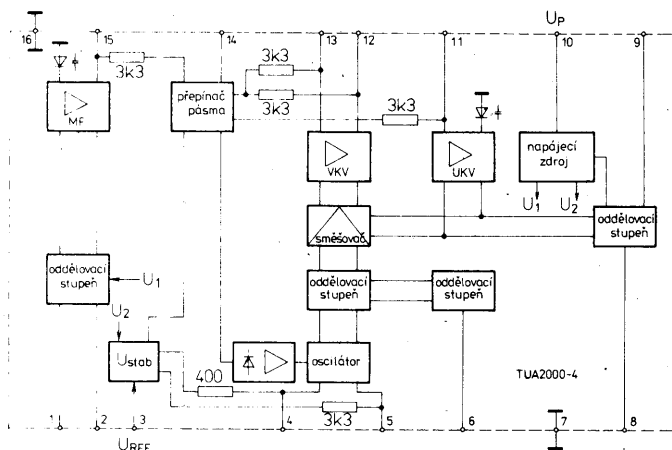 U_P
16
15
14
13
12
11
10
9
3k3
3k3
3k3
3k3
MF
přepínač
pásma
VKV
UKV
napájecí
zdroj
U_1
U_2
směšovač
oddělovací
stupeň
oddělovací
stupeň
U_1
oddělovací
stupeň
oddělovací
stupeň
U_2
U_stab
400
oscilátor
TUA2000-4
3k3
1
2
3
4
5
6
7
8
U_REF